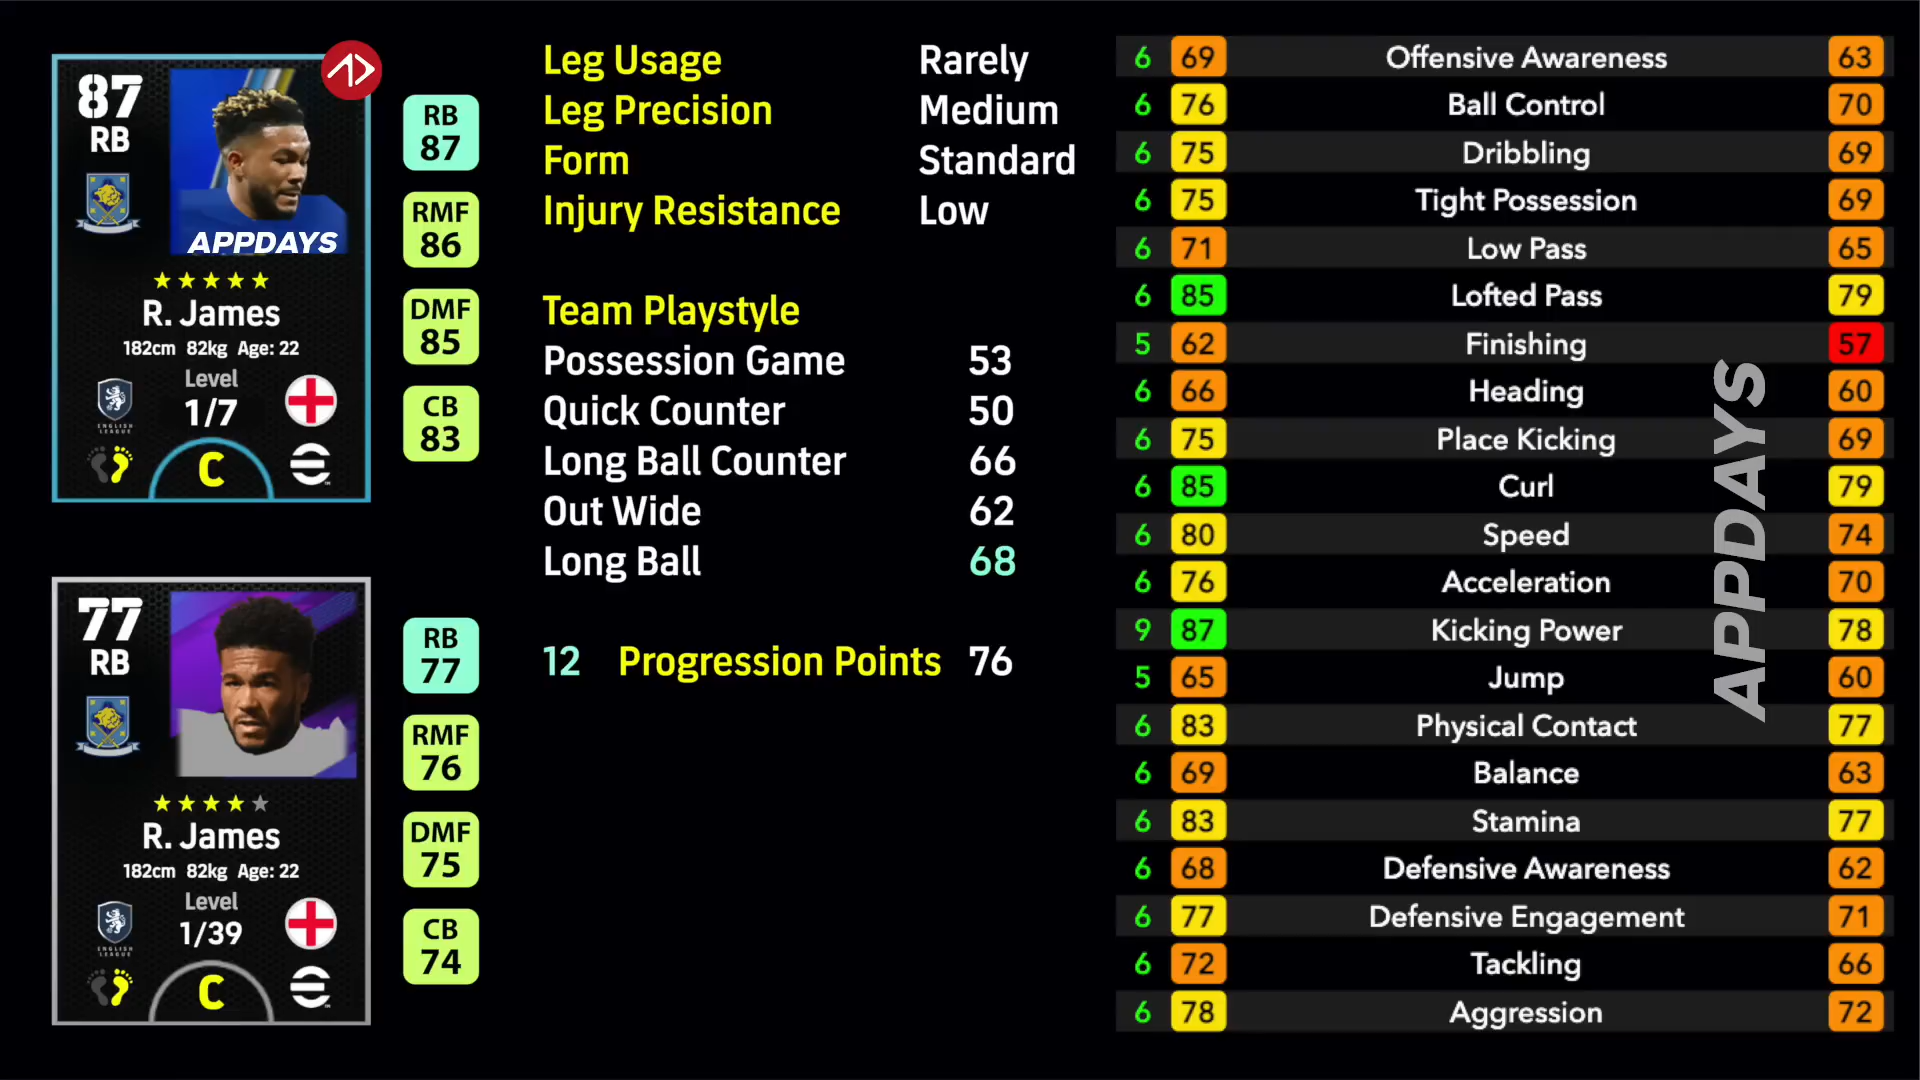 87
RB
APPDAYS
R. James
182cm 82kg Age: 22
Level
1/7
ENGLISH
LEAGUE
C
RB
87
RMF
86
DMF
85
CB
83
77
RB
R. James
182cm 82kg Age: 22
Level
1/39
ENGLISH
LEAGUE
C
RB
77
RMF
76
DMF
75
CB
74
Leg Usage Rarely
Leg Precision Medium
Form Standard
Injury Resistance Low
Team Playstyle
Possession Game 53
Quick Counter 50
Long Ball Counter 66
Out Wide 62
Long Ball 68
12 Progression Points 76
6 69 Offensive Awareness 63
6 76 Ball Control 70
6 75 Dribbling 69
6 75 Tight Possession 69
6 71 Low Pass 65
6 85 Lofted Pass 79
5 62 Finishing 57
6 66 Heading 60
6 75 Place Kicking 69
6 85 Curl 79
6 80 Speed 74
6 76 Acceleration 70
9 87 Kicking Power 78
5 65 Jump 60
6 83 Physical Contact 77
6 69 Balance 63
6 83 Stamina 77
6 68 Defensive Awareness 62
6 77 Defensive Engagement 71
6 72 Tackling 66
6 78 Aggression 72
APPDAYS